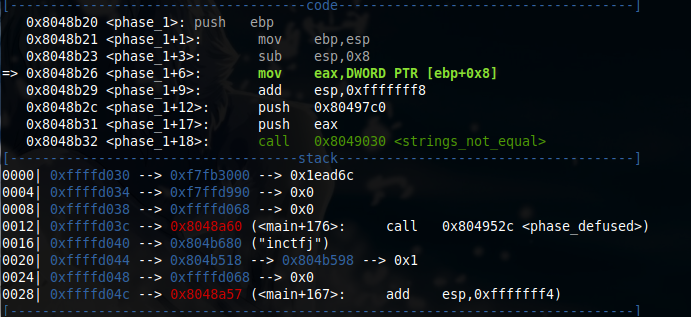 [----------------------------------code-----------------------------------]
   0x8048b20 <phase_1>: push   ebp
   0x8048b21 <phase_1+1>:       mov    ebp,esp
   0x8048b23 <phase_1+3>:       sub    esp,0x8
=> 0x8048b26 <phase_1+6>:       mov    eax,DWORD PTR [ebp+0x8]
   0x8048b29 <phase_1+9>:       add    esp,0xfffffff8
   0x8048b2c <phase_1+12>:      push   0x80497c0
   0x8048b31 <phase_1+17>:      push   eax
   0x8048b32 <phase_1+18>:      call   0x8049030 <strings_not_equal>
[----------------------------------stack----------------------------------]
0000| 0xffffd030 --> 0xf7fb3000 --> 0x1ead6c
0004| 0xffffd034 --> 0xf7ffd990 --> 0x0
0008| 0xffffd038 --> 0xffffd068 --> 0x0
0012| 0xffffd03c --> 0x8048a60 (<main+176>:     call   0x804952c <phase_defused>)
0016| 0xffffd040 --> 0x804b680 ("inctfj")
0020| 0xffffd044 --> 0x804b518 --> 0x804b598 --> 0x1
0024| 0xffffd048 --> 0xffffd068 --> 0x0
0028| 0xffffd04c --> 0x8048a57 (<main+167>:     add    esp,0xfffffff4)
[-------------------------------------------------------------------------]